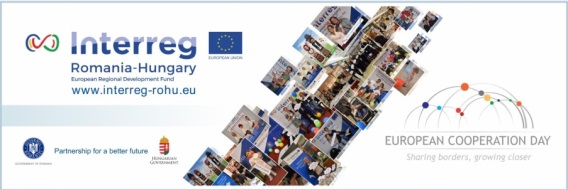 Interreg
EUROPEAN UNION
Romania-Hungary
European Regional Development Fund
www.interreg-rohu.eu
GOVERNMENT OF ROMANIA
Partnership for a better future
HUNGARIAN
GOVERNMENT
EUROPEAN COOPERATION DAY
Sharing borders, growing closer